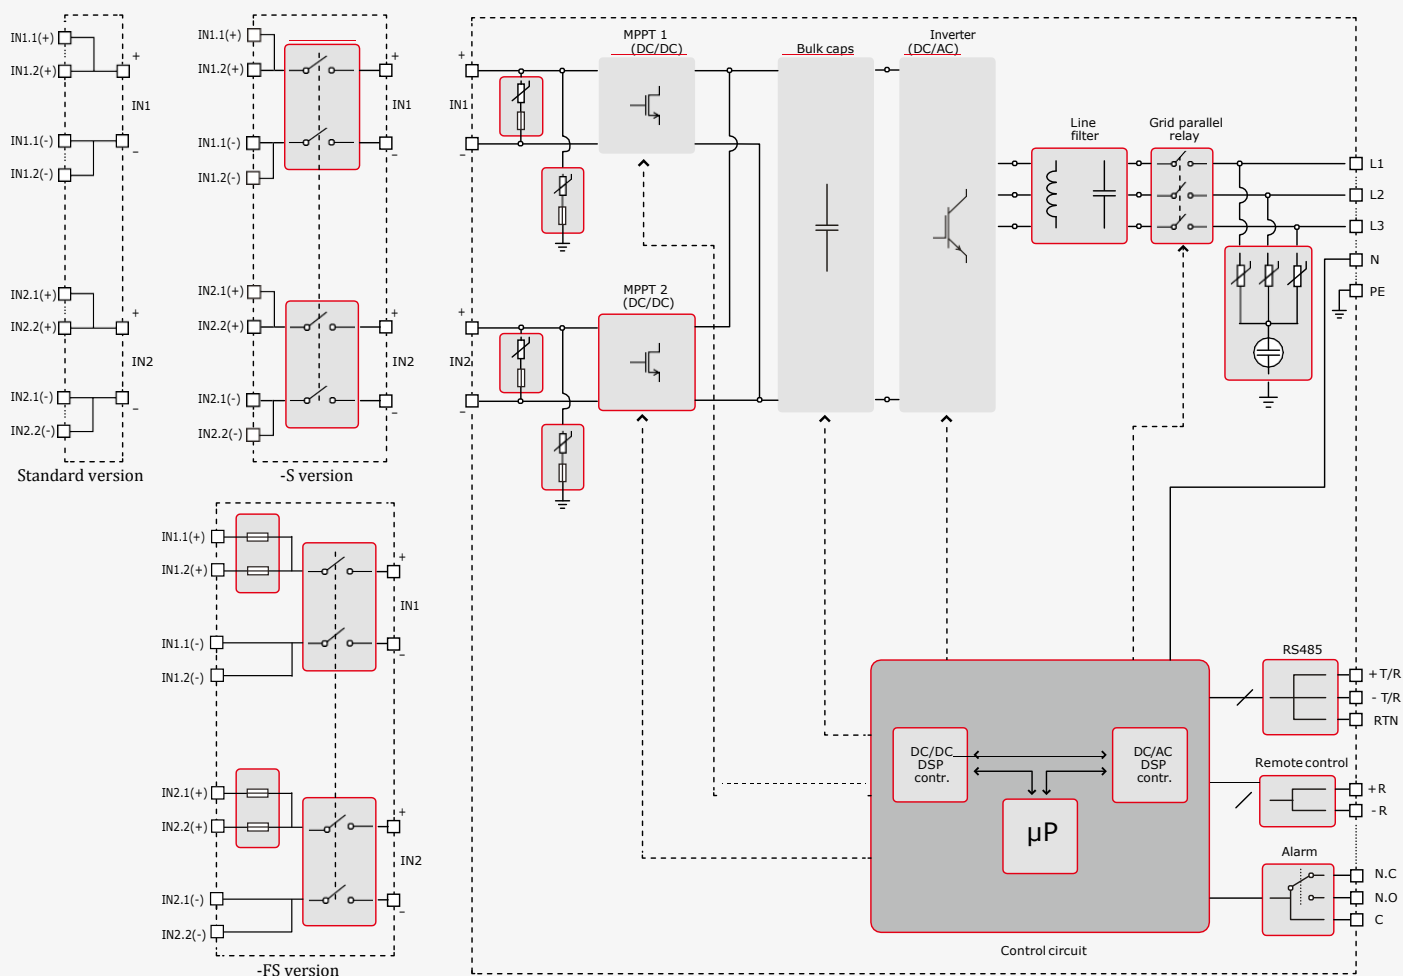 IN1.1(+)
IN1.2(+)
+
IN1
IN1.1(-)
IN1.2(-)
–
IN2.1(+)
IN2.2(+)
+
IN2
IN2.1(-)
IN2.2(-)
–
Standard version
IN1.1(+)
IN1.2(+)
+
IN1
IN1.1(-)
IN1.2(-)
–
IN2.1(+)
IN2.2(+)
+
IN2
IN2.1(-)
IN2.2(-)
–
-S version
IN1.1(+)
IN1.2(+)
+
IN1
IN1.1(-)
IN1.2(-)
–
IN2.1(+)
IN2.2(+)
+
IN2
IN2.1(-)
IN2.2(-)
–
-FS version
+
IN1
–
+
IN2
–
MPPT 1
(DC/DC)
MPPT 2
(DC/DC)
Bulk caps
Inverter
(DC/AC)
Line
filter
Grid parallel
relay
L1
L2
L3
N
PE
DC/DC
DSP
contr.
DC/AC
DSP
contr.
µP
Control circuit
RS485
+ T/R
- T/R
RTN
Remote control
+ R
- R
Alarm
N.C
N.O
C